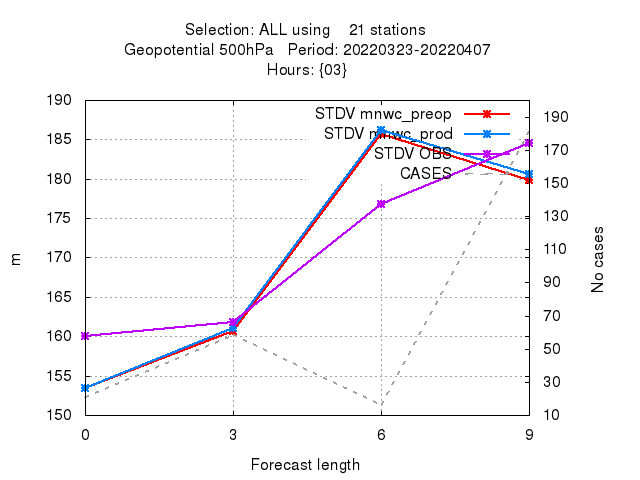 Selection: ALL using    21 stations
Geopotential 500hPa   Period: 20220323-20220407
Hours: {03}
190
185
180
175
170
165
160
155
150
190
170
150
130
110
90
70
50
30
10
STDV mnwc_preop
STDV mnwc_prod
STDV OBS
CASES
m
No cases
0
3
6
9
Forecast length